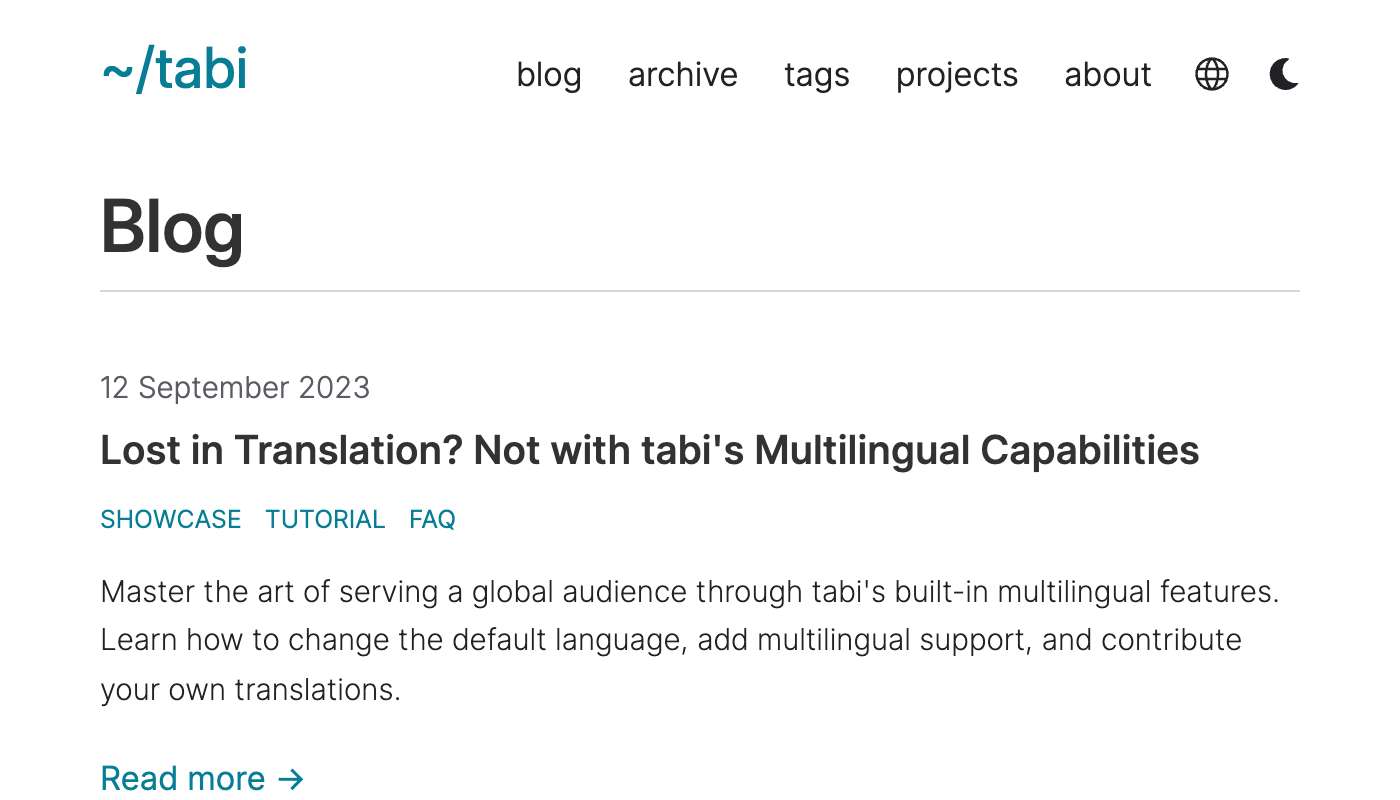 ~/tabi
blog archive tags projects about
Blog
12 September 2023
Lost in Translation? Not with tabi's Multilingual Capabilities
SHOWCASE TUTORIAL FAQ
Master the art of serving a global audience through tabi's built-in multilingual features.
Learn how to change the default language, add multilingual support, and contribute
your own translations.
Read more →